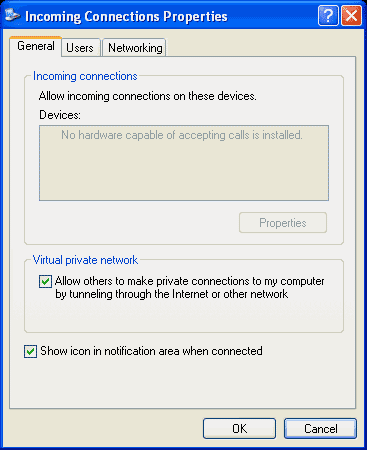 Incoming Connections Properties
General Users Networking
Incoming connections
Allow incoming connections on these devices.
Devices:
No hardware capable of accepting calls is installed.
Properties
Virtual private network
Allow others to make private connections to my computer
by tunneling through the Internet or other network
Show icon in notification area when connected
OK Cancel